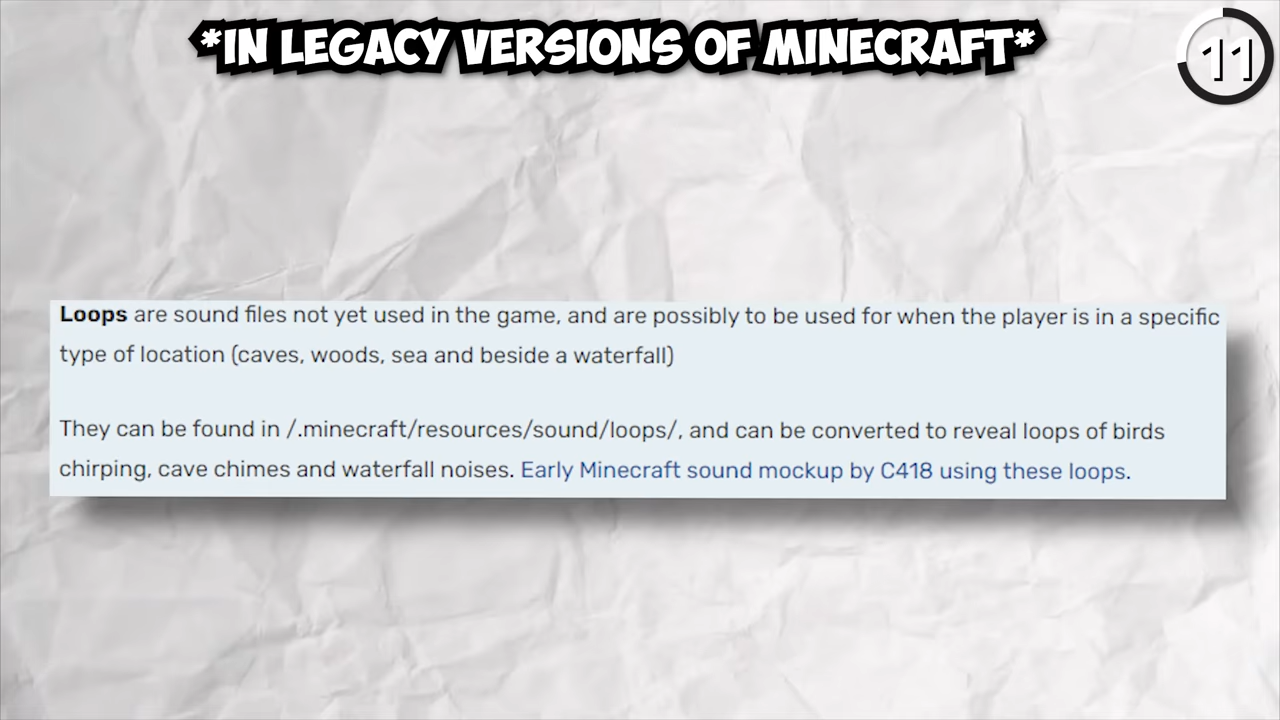 *IN LEGACY VERSIONS OF MINECRAFT*
11
Loops are sound files not yet used in the game, and are possibly to be used for when the player is in a specific
type of location (caves, woods, sea and beside a waterfall)
They can be found in /.minecraft/resources/sound/loops/, and can be converted to reveal loops of birds
chirping, cave chimes and waterfall noises. Early Minecraft sound mockup by C418 using these loops.